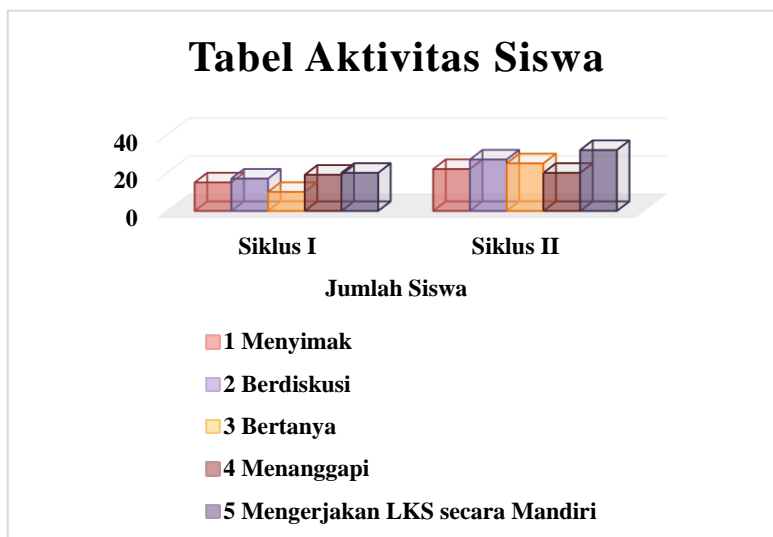 Tabel Aktivitas Siswa
40
20
0
Siklus I
Siklus II
Jumlah Siswa
1 Menyimak
2 Berdiskusi
3 Bertanya
4 Menanggapi
5 Mengerjakan LKS secara Mandiri